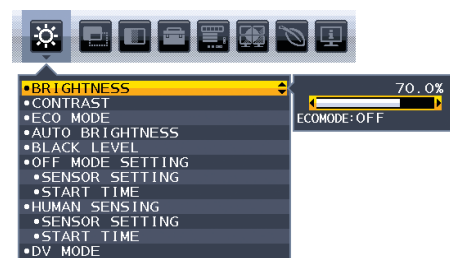 •BRIGHTNESS
70.0%
ECOMODE:OFF
•CONTRAST
•ECO MODE
•AUTO BRIGHTNESS
•BLACK LEVEL
•OFF MODE SETTING
•SENSOR SETTING
•START TIME
•HUMAN SENSING
•SENSOR SETTING
•START TIME
•DV MODE